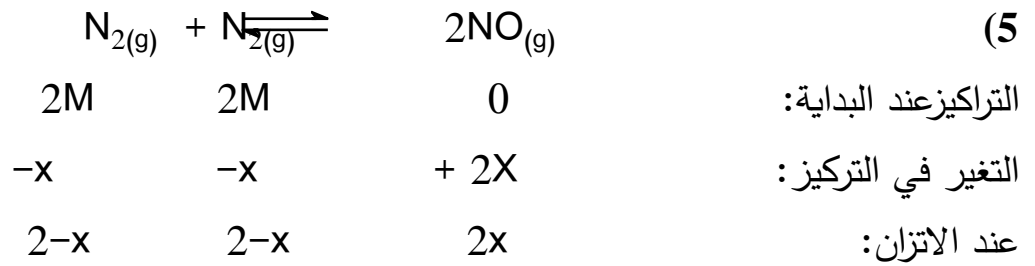 (5 N₂(g) + N₂(g) ⇌ 2NO(g)
التراكيزعند البداية: 2M 2M 0
التغير في التركيز: −x −x + 2X
عند الاتزان: 2−x 2−x 2x